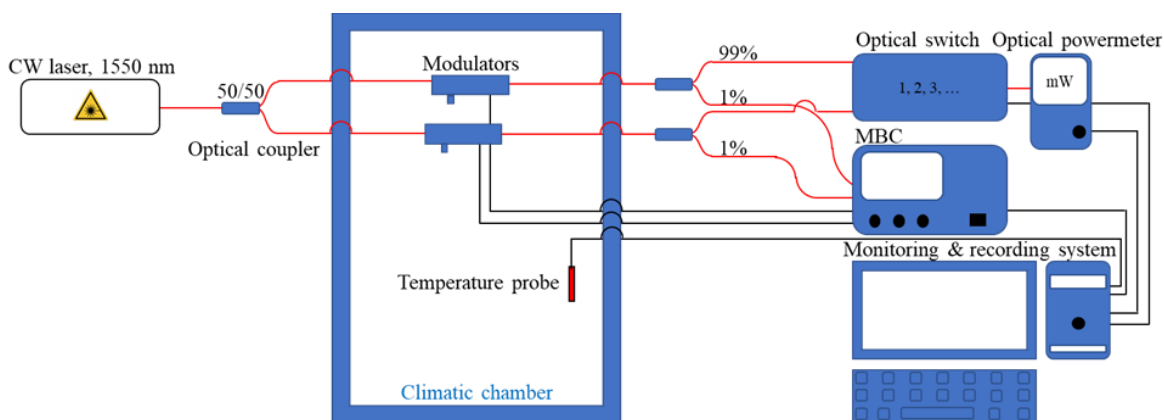 CW laser, 1550 nm
50/50
Optical coupler
Modulators
99%
1%
1%
Optical switch
1, 2, 3, ...
Optical powermeter
mW
MBC
Monitoring & recording system
Temperature probe
Climatic chamber